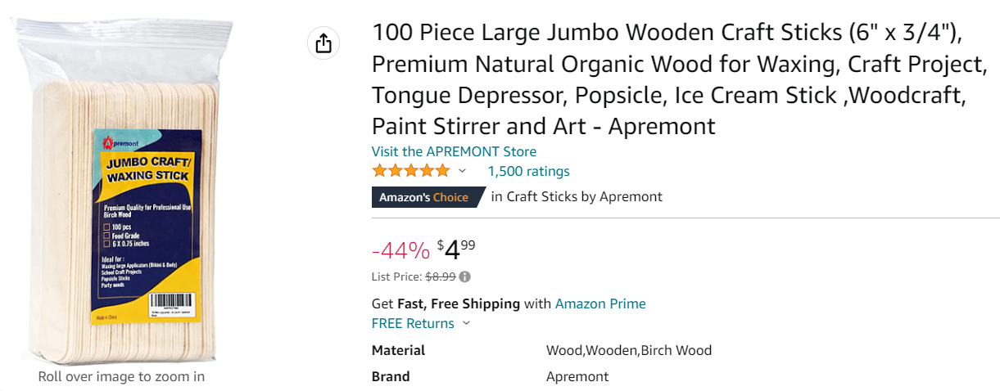 100 Piece Large Jumbo Wooden Craft Sticks (6" x 3/4"),
Premium Natural Organic Wood for Waxing, Craft Project,
Tongue Depressor, Popsicle, Ice Cream Stick ,Woodcraft,
Paint Stirrer and Art - Apremont
Visit the APREMONT Store
1,500 ratings
Amazon's Choice in Craft Sticks by Apremont
-44% $4 99
List Price: $8.99
Get Fast, Free Shipping with Amazon Prime
FREE Returns
Material Wood,Wooden,Birch Wood
Brand Apremont
Apremont
JUMBO CRAFT/
WAXING STICK
Premium Quality for Professional Use
Birch Wood
100 pcs
Food Grade
6 X 0.75 inches
Ideal for :
Waxing large Applicators (Bikini & Body)
School Craft Projects
Popsicle Sticks
Party needs
Made in China
Roll over image to zoom in